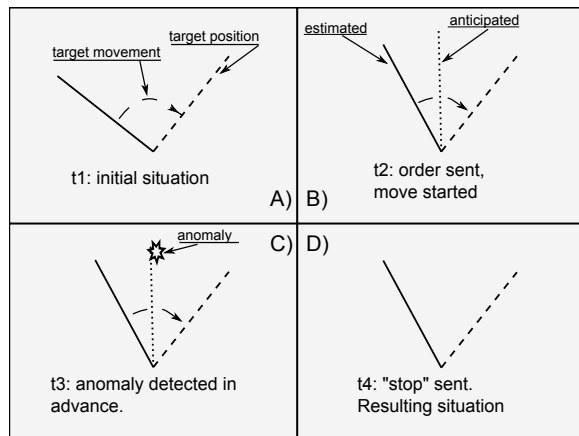 target movement
target position
t1: initial situation
A)
estimated
anticipated
t2: order sent,
move started
B)
anomaly
C)
t3: anomaly detected in
advance.
D)
t4: "stop" sent.
Resulting situation